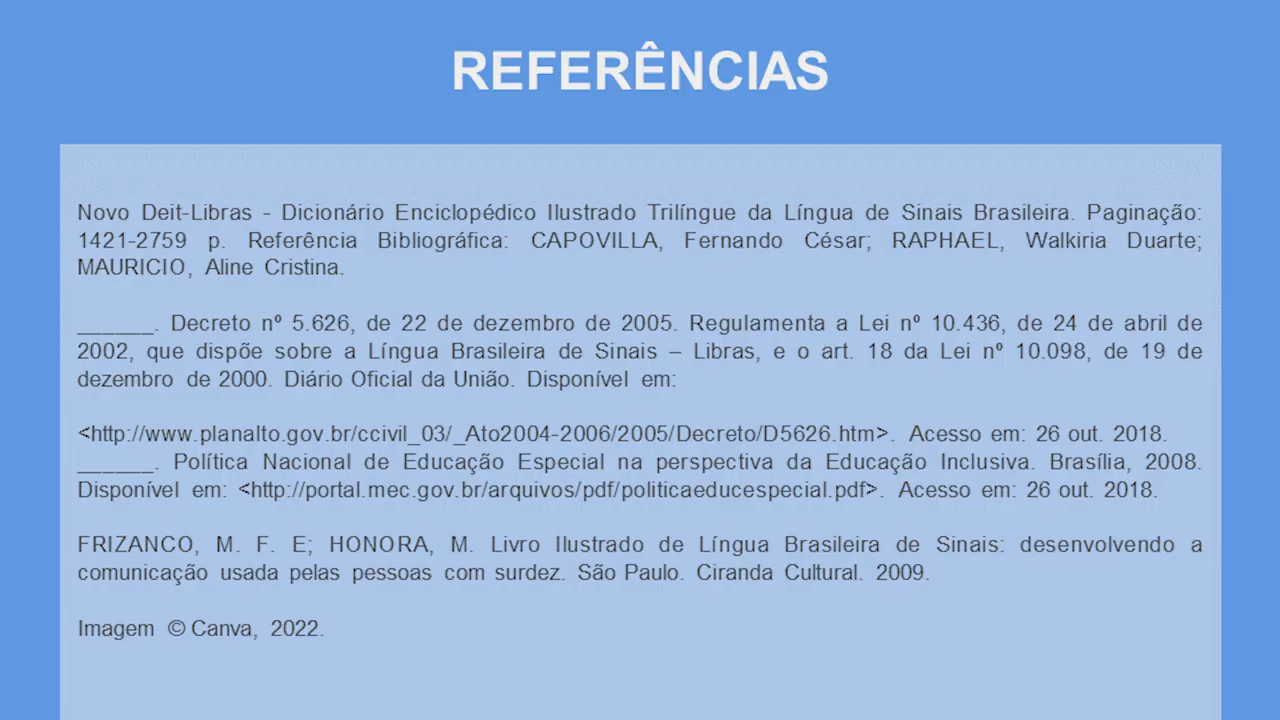 REFERÊNCIAS
Novo Deit-Libras - Dicionário Enciclopédico Ilustrado Trilíngue da Língua de Sinais Brasileira. Paginação:
1421-2759 p. Referência Bibliográfica: CAPOVILLA, Fernando César; RAPHAEL, Walkiria Duarte;
MAURICIO, Aline Cristina.
______. Decreto nº 5.626, de 22 de dezembro de 2005. Regulamenta a Lei nº 10.436, de 24 de abril de
2002, que dispõe sobre a Língua Brasileira de Sinais – Libras, e o art. 18 da Lei nº 10.098, de 19 de
dezembro de 2000. Diário Oficial da União. Disponível em:
<http://www.planalto.gov.br/ccivil_03/_Ato2004-2006/2005/Decreto/D5626.htm>. Acesso em: 26 out. 2018.
______. Política Nacional de Educação Especial na perspectiva da Educação Inclusiva. Brasília, 2008.
Disponível em: <http://portal.mec.gov.br/arquivos/pdf/politicaeducespecial.pdf>. Acesso em: 26 out. 2018.
FRIZANCO, M. F. E; HONORA, M. Livro Ilustrado de Língua Brasileira de Sinais: desenvolvendo a
comunicação usada pelas pessoas com surdez. São Paulo. Ciranda Cultural. 2009.
Imagem © Canva, 2022.